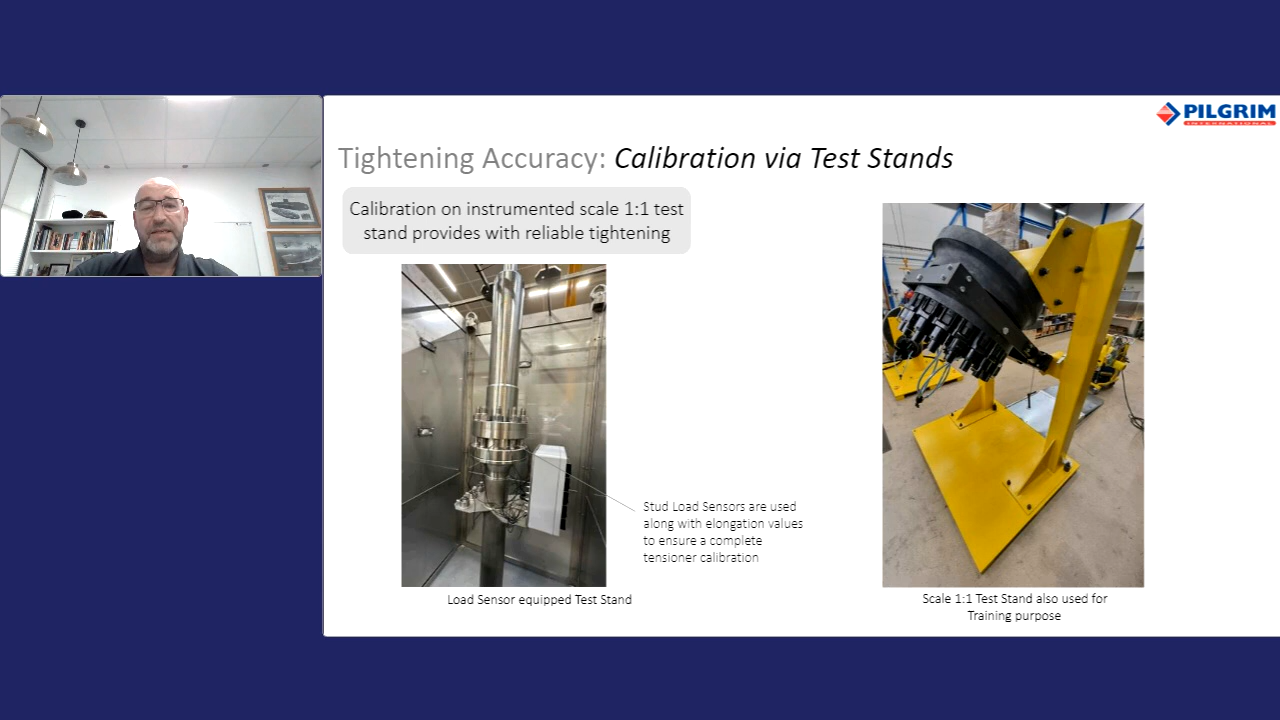 PILGRIM
INTERNATIONAL
Tightening Accuracy: Calibration via Test Stands
Calibration on instrumented scale 1:1 test
stand provides with reliable tightening
Stud Load Sensors are used
along with elongation values
to ensure a complete
tensioner calibration
Load Sensor equipped Test Stand
Scale 1:1 Test Stand also used for
Training purpose